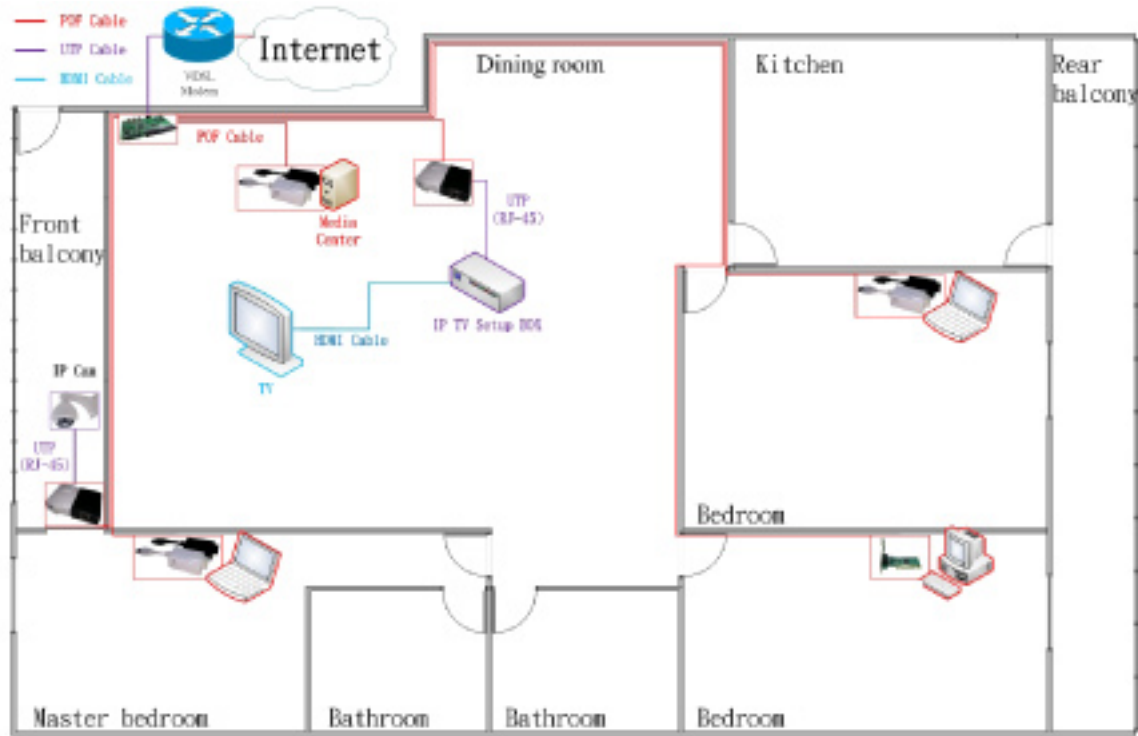 POF Cable
UTP Cable
HDMI Cable
VDSL
Modem
Internet
Dining room
Kitchen
Rear
balcony
POF Cable
Media
Center
UTP
(RJ-45)
Front
balcony
IP TV Setup BOX
HDMI Cable
TV
IP Cam
UTP
(RJ-45)
Bedroom
Master bedroom
Bathroom
Bathroom
Bedroom